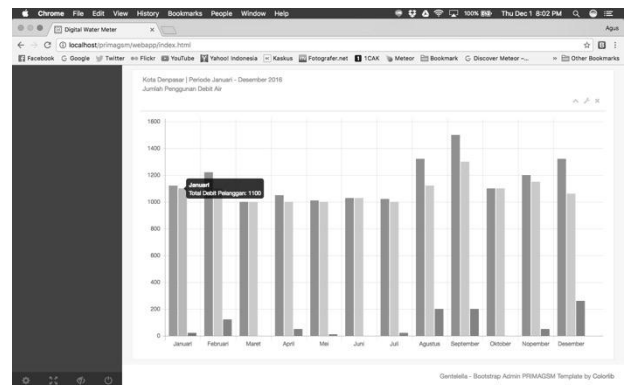 Chrome File Edit View History Bookmarks People Window Help 100% Thu Dec 1 8:02 PM
Digital Water Meter Agus
localhost/primagsm/webapp/index.html
Facebook Google Twitter Flickr YouTube Yahoo! Indonesia Kaskus Fotografer.net 1CAK Meteor Bookmark Discover Meteor -... » Other Bookmarks
Kota Denpasar | Periode Januari - Desember 2016
Jumlah Penggunan Debit Air
1600
1400
1200
1000
800
600
400
200
0
Januari
Total Debit Pelanggan: 1100
Januari Februari Maret April Mei Juni Juli Agustus September Oktober Nopember Desember
Gentelella - Bootstrap Admin PRIMAGSM Template by Colorlib